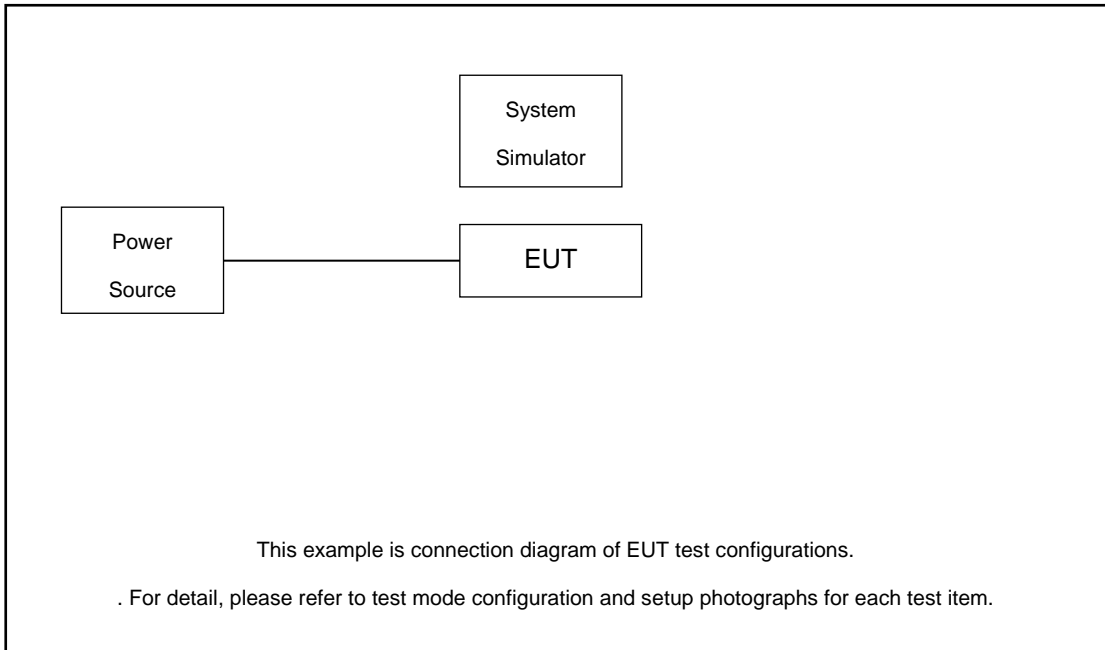 System
Simulator
Power
Source
EUT
This example is connection diagram of EUT test configurations.
. For detail, please refer to test mode configuration and setup photographs for each test item.